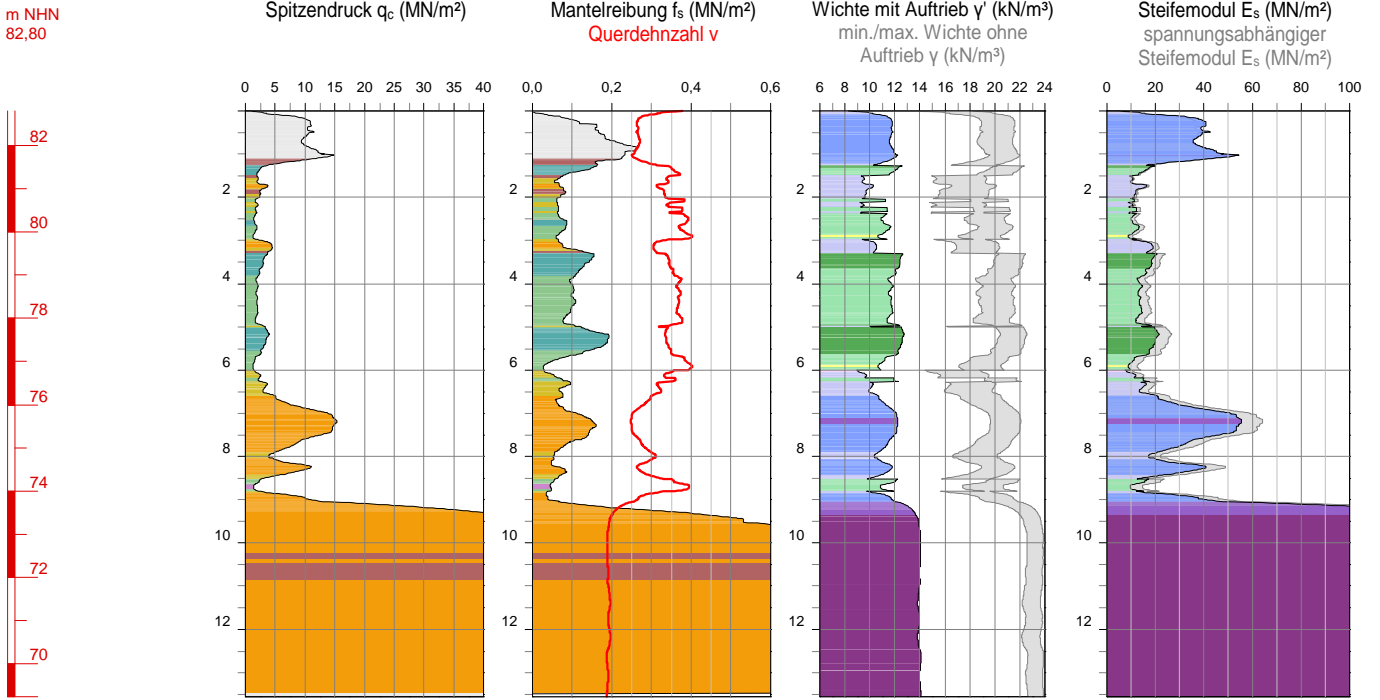 m NHN
82,80
Spitzendruck qc (MN/m²)
Mantelreibung fs (MN/m²)
Querdehnzahl ν
Wichte mit Auftrieb γ' (kN/m³)
min./max. Wichte ohne
Auftrieb γ (kN/m³)
Steifemodul Es (MN/m²)
spannungsabhängiger
Steifemodul Es (MN/m²)
0 5 10 15 20 25 30 35 40
0,0 0,2 0,4 0,6
6 8 10 12 14 16 18 20 22 24
0 20 40 60 80 100
82
80
78
76
74
72
70
2
4
6
8
10
12
2
4
6
8
10
12
2
4
6
8
10
12
2
4
6
8
10
12